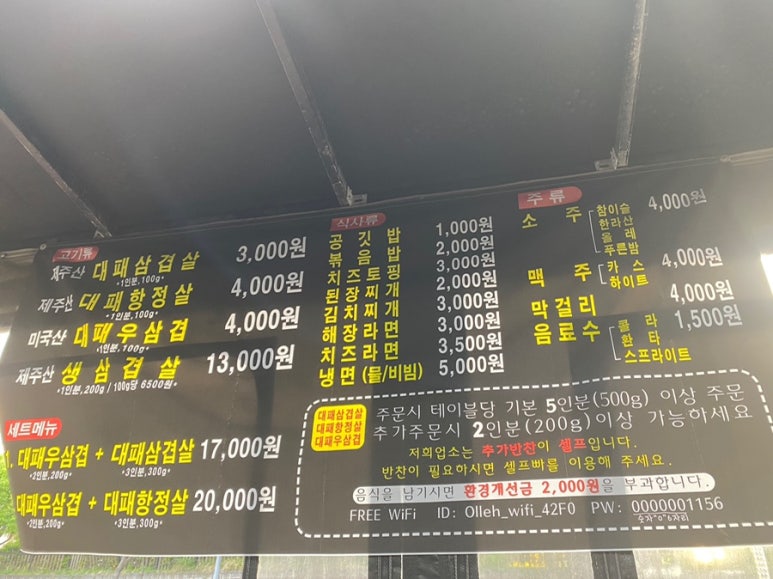 고기류
제주산 대패삼겹살 3,000원
*1인분,100g*
제주산 대패항정살 4,000원
*1인분,100g*
미국산 대패우삼겹 4,000원
*1인분,100g*
제주산 생삼겹살 13,000원
*1인분,200g / 100g당 6500원*
세트메뉴
1. 대패우삼겹 + 대패삼겹살 17,000원
*2인분,200g* *3인분,300g*
대패우삼겹 + 대패항정살 20,000원
*2인분,200g* *3인분,300g*
식사류
공깃밥 1,000원
볶음밥 2,000원
치즈토핑 3,000원
된장찌개 2,000원
김치찌개 3,000원
해장라면 3,000원
치즈라면 3,500원
냉면 (물/비빔) 5,000원
주류
소주 참이슬 4,000원
한라산
올레
푸른밤
맥주 카스 4,000원
하이트
막걸리 4,000원
음료수 콜라 1,500원
환타
스프라이트
대패삼겹살
대패항정살
대패우삼겹
주문시 테이블당 기본 5인분(500g) 이상 주문
추가주문시 2인분(200g)이상 가능하세요
저희업소는 추가반찬이 셀프입니다.
반찬이 필요하시면 셀프빠를 이용해 주세요.
음식을 남기시면 환경개선금 2,000원을 부과합니다.
FREE WiFi ID: Olleh_wifi_42F0 PW: 0000001156
숫자"0"6자리